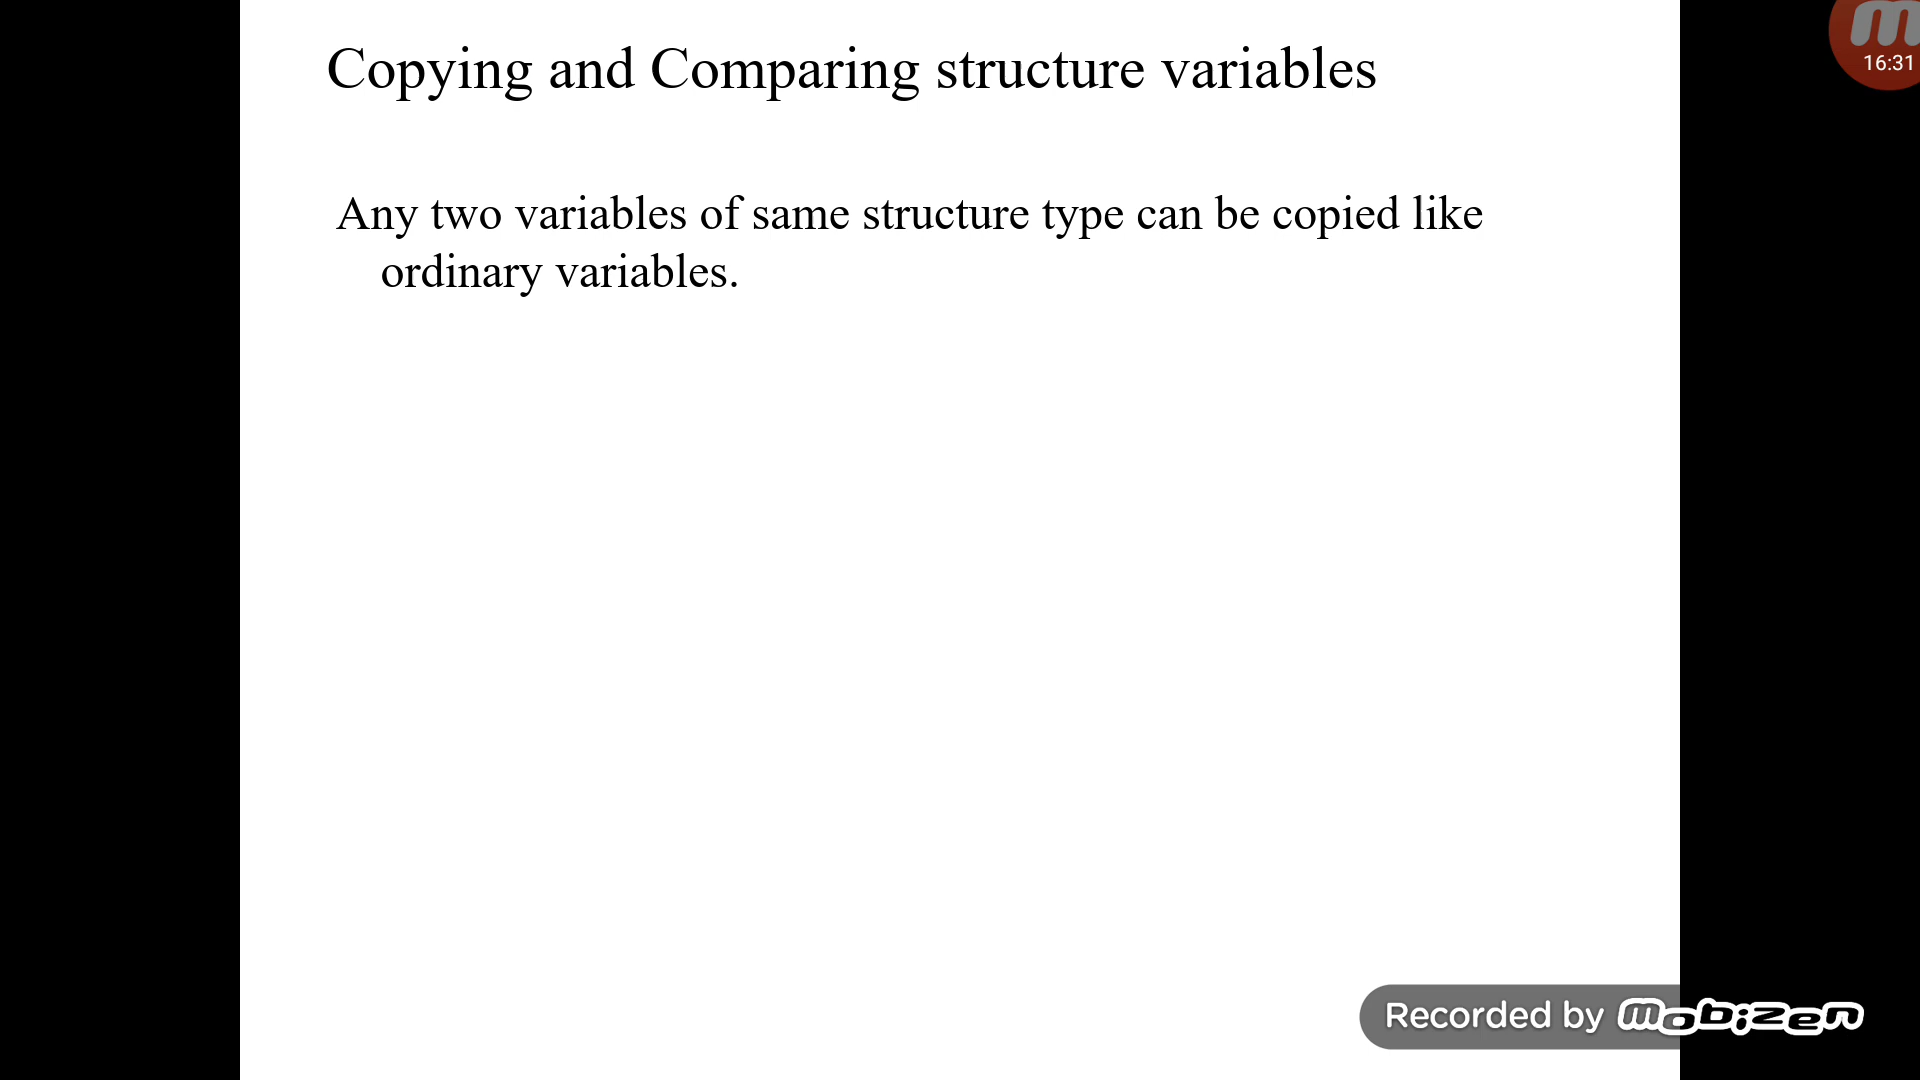 Copying and Comparing structure variables
16:31
Any two variables of same structure type can be copied like
ordinary variables.
Recorded by mobizen